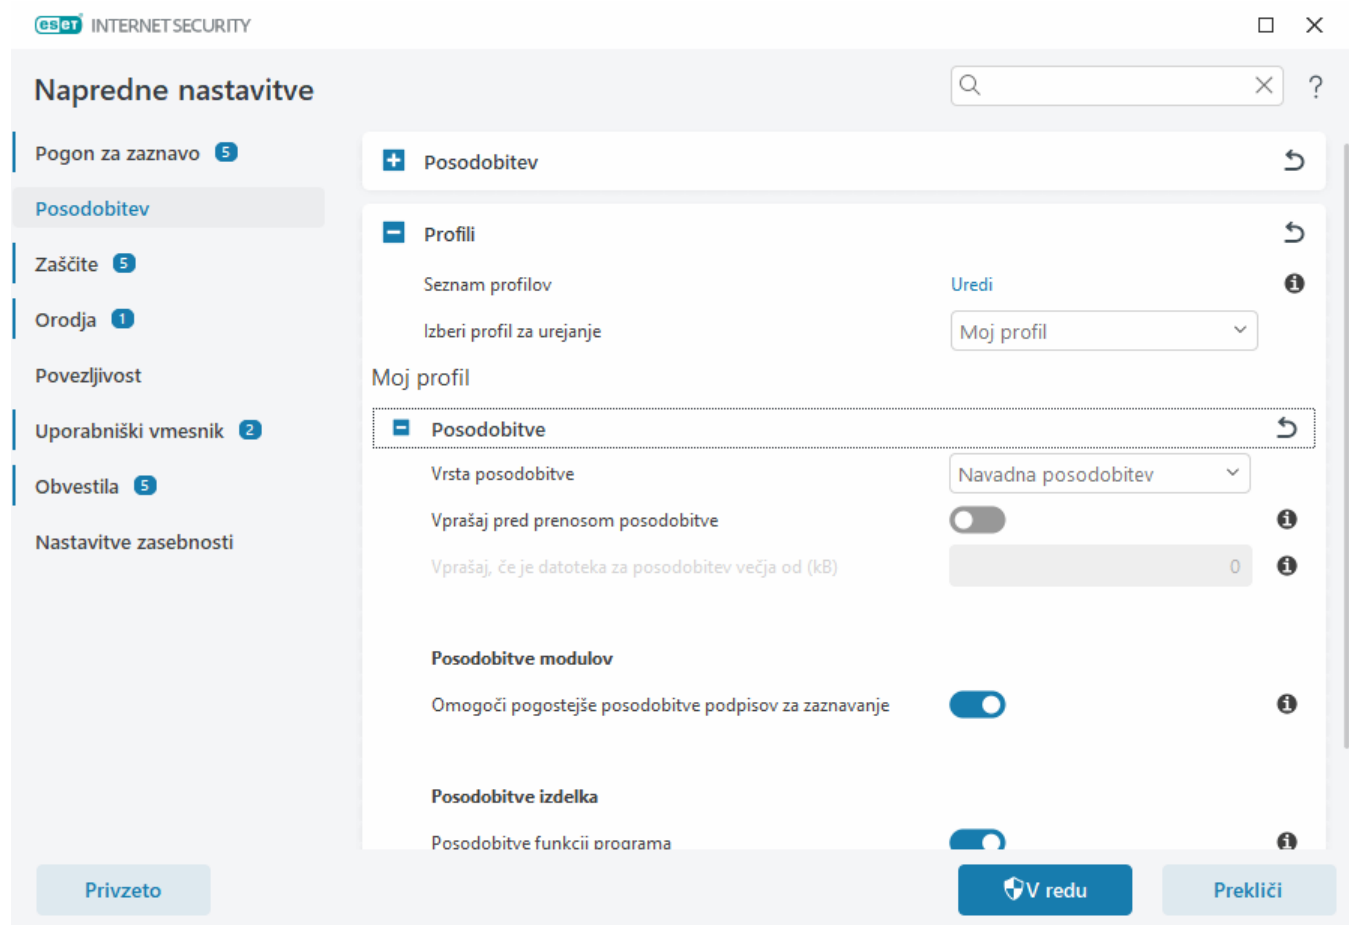 eset INTERNET SECURITY
Napredne nastavitve
?
Pogon za zaznavo 5
Posodobitev
Zaščite 5
Orodja 1
Povezljivost
Uporabniški vmesnik 2
Obvestila 5
Nastavitve zasebnosti
Posodobitev
Profili
Seznam profilov Uredi
Izberi profil za urejanje Moj profil
Moj profil
Posodobitve
Vrsta posodobitve Navadna posodobitev
Vprašaj pred prenosom posodobitve
Vprašaj, če je datoteka za posodobitev večja od (kB) 0
Posodobitve modulov
Omogoči pogostejše posodobitve podpisov za zaznavanje
Posodobitve izdelka
Posodobitve funkcij programa
Privzeto
V redu
Prekliči